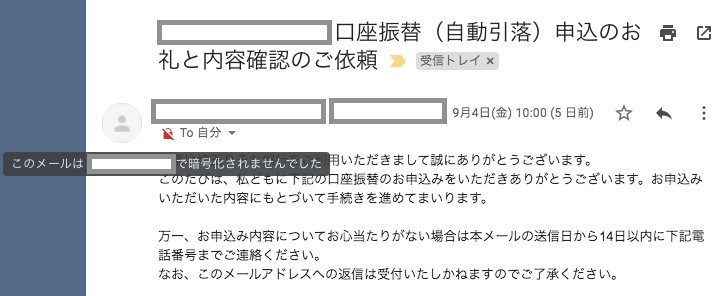 口座振替（自動引落）申込のお
礼と内容確認のご依頼 受信トレイ ×
9月4日(金) 10:00 (5 日前)
To 自分
このメールは で暗号化されませんでした
用いただきまして誠にありがとうございます。
このたびは、私どもに下記の口座振替のお申込みをいただきありがとうございます。お申込み
いただいた内容にもとづいて手続きを進めてまいります。
万一、お申込み内容についてお心当たりがない場合は本メールの送信日から14日以内に下記電
話番号までご連絡ください。
なお、このメールアドレスへの返信は受付いたしかねますのでご了承ください。